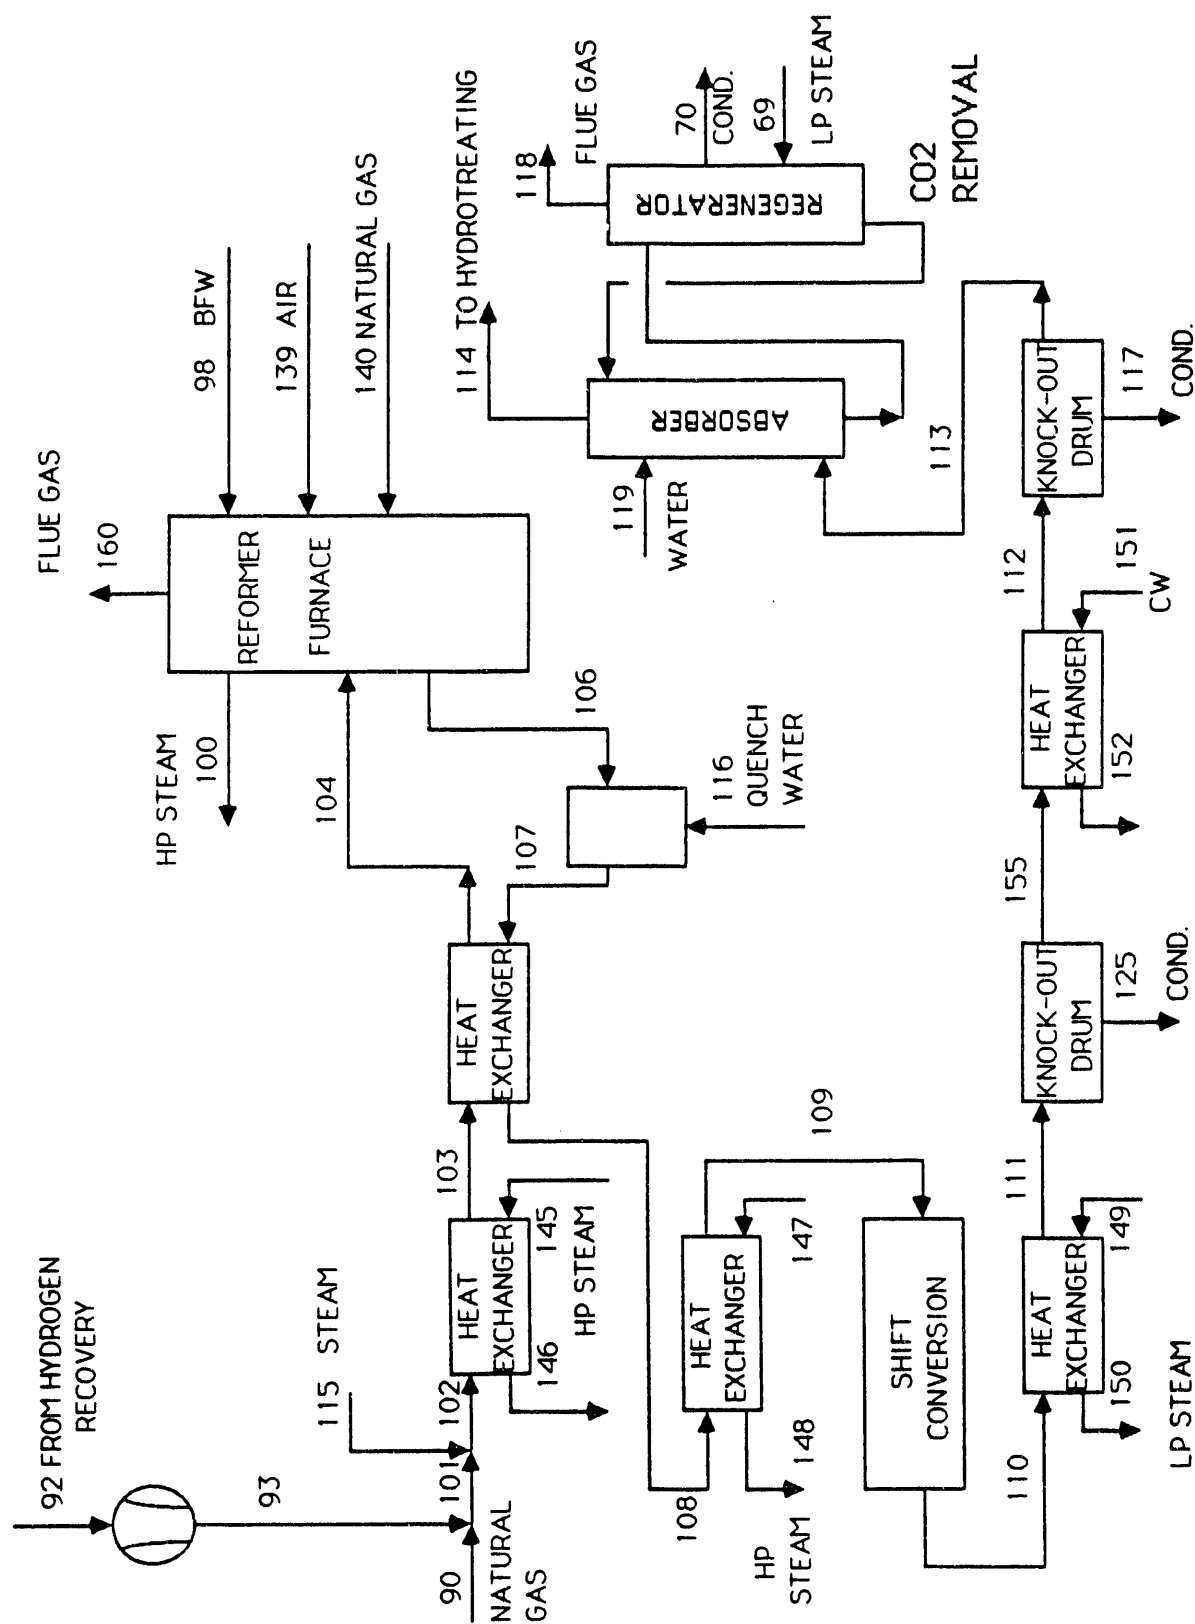 92 FROM HYDROGEN
RECOVERY
93
90
NATURAL
GAS
101
115 STEAM
102
HEAT
EXCHANGER
146
145
HP STEAM
103
HEAT
EXCHANGER
104
107
HP STEAM
100
FLUE GAS
160
REFORMER
FURNACE
98 BFW
139 AIR
140 NATURAL GAS
106
116
QUENCH
WATER
108
HEAT
EXCHANGER
147
148
HP
STEAM
109
SHIFT
CONVERSION
110
HEAT
EXCHANGER
149
150
LP STEAM
111
KNOCK-OUT
DRUM
125
COND.
155
HEAT
EXCHANGER
151
CW
152
112
KNOCK-OUT
DRUM
117
COND.
113
119
WATER
ABSORBER
114 TO HYDROTREATING
REGENERATOR
118
FLUE GAS
70
COND.
69
LP STEAM
CO2
REMOVAL